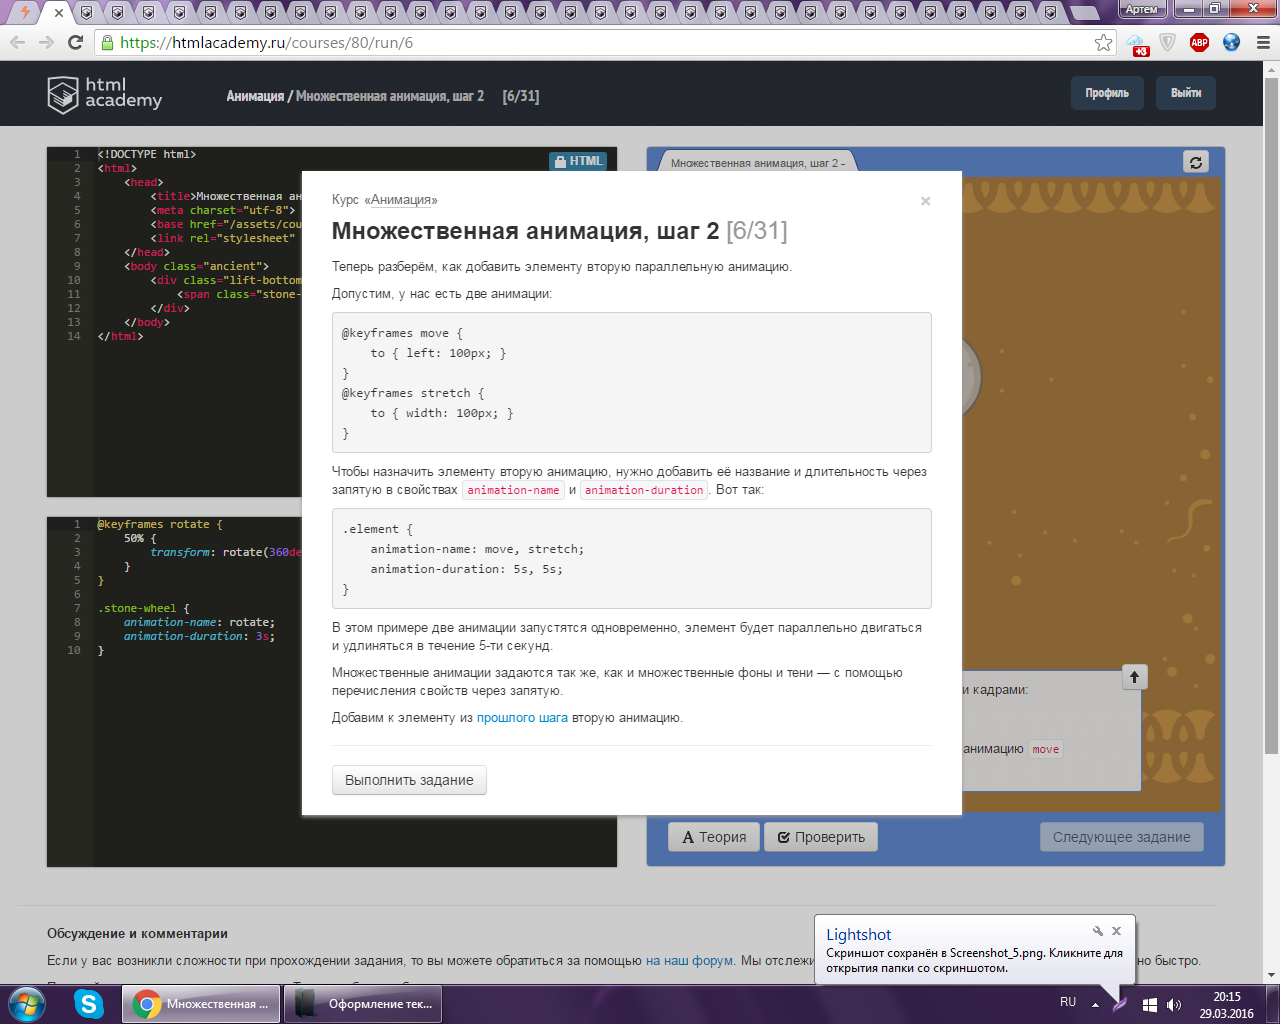 Артем
https://htmlacademy.ru/courses/80/run/6
+3
ABP
html
academy
Анимация / Множественная анимация, шаг 2 [6/31]
Профиль
Выйти
1 <!DOCTYPE html>
HTML
2 <html>
3 <head>
4 <title>Множественная ан
5 <meta charset="utf-8">
6 <base href="/assets/cou
7 <link rel="stylesheet"
8 </head>
9 <body class="ancient">
10 <div class="lift-bottom
11 <span class="stone-
12 </div>
13 </body>
14 </html>
Множественная анимация, шаг 2 -
Курс «Анимация»
×
Множественная анимация, шаг 2 [6/31]
Теперь разберём, как добавить элементу вторую параллельную анимацию.
Допустим, у нас есть две анимации:
@keyframes move {
to { left: 100px; }
}
@keyframes stretch {
to { width: 100px; }
}
Чтобы назначить элементу вторую анимацию, нужно добавить её название и длительность через
запятую в свойствах animation-name и animation-duration. Вот так:
.element {
animation-name: move, stretch;
animation-duration: 5s, 5s;
}
В этом примере две анимации запустятся одновременно, элемент будет параллельно двигаться
и удлиняться в течение 5-ти секунд.
Множественные анимации задаются так же, как и множественные фоны и тени — с помощью
перечисления свойств через запятую.
Добавим к элементу из прошлого шага вторую анимацию.
Выполнить задание
1 @keyframes rotate {
2 50% {
3 transform: rotate(360de
4 }
5 }
6
7 .stone-wheel {
8 animation-name: rotate;
9 animation-duration: 3s;
10 }
и кадрами:
анимацию move
Теория
Проверить
Следующее задание
Обсуждение и комментарии
Если у вас возникли сложности при прохождении задания, то вы можете обратиться за помощью на наш форум. Мы отслежи
но быстро.
Lightshot
Скриншот сохранён в Screenshot_5.png. Кликните для
открытия папки со скриншотом.
Множественная ...
Оформление тек...
RU
20:15
29.03.2016